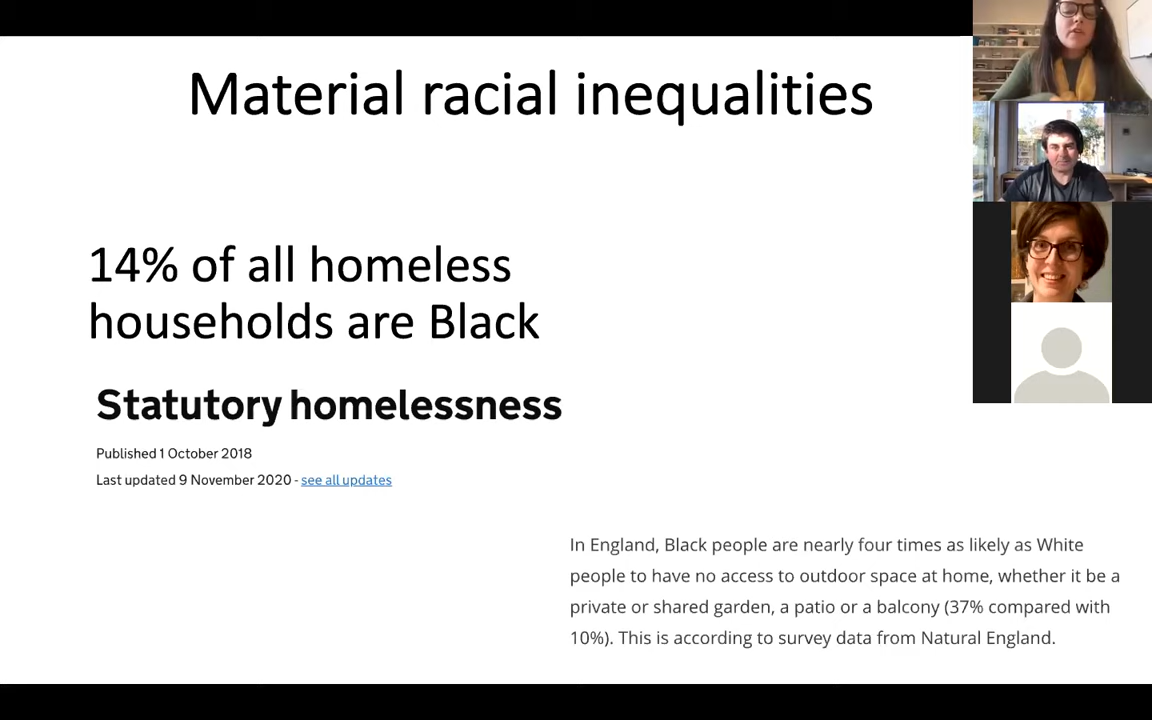 Material racial inequalities
14% of all homeless
households are Black
Statutory homelessness
Published 1 October 2018
Last updated 9 November 2020 - see all updates
In England, Black people are nearly four times as likely as White
people to have no access to outdoor space at home, whether it be a
private or shared garden, a patio or a balcony (37% compared with
10%). This is according to survey data from Natural England.